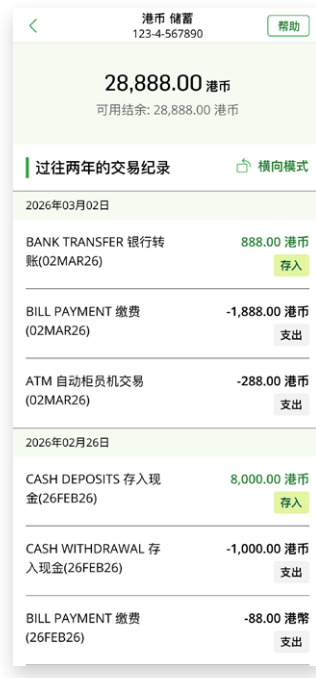 港币 储蓄
123-4-567890
帮助
28,888.00 港币
可用结余: 28,888.00 港币
过往两年的交易纪录
横向模式
2026年03月02日
BANK TRANSFER 银行转
账(02MAR26)
888.00 港币
存入
BILL PAYMENT 缴费
(02MAR26)
-1,888.00 港币
支出
ATM 自动柜员机交易
(02MAR26)
-288.00 港币
支出
2026年02月26日
CASH DEPOSITS 存入现
金(26FEB26)
8,000.00 港币
存入
CASH WITHDRAWAL 存
入现金(26FEB26)
-1,000.00 港币
支出
BILL PAYMENT 缴费
(26FEB26)
-88.00 港幣
支出